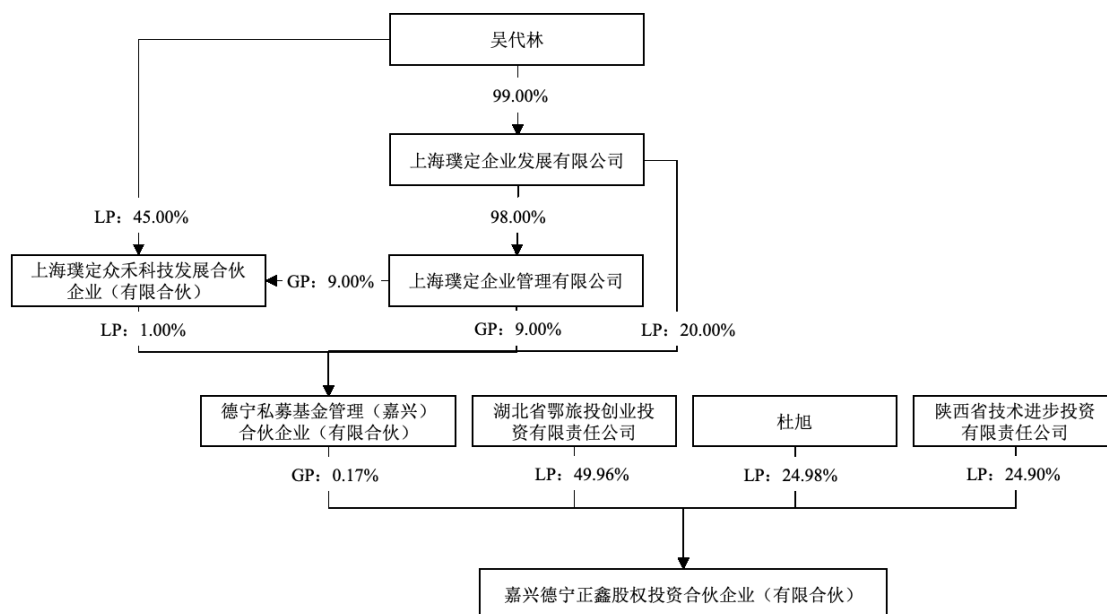 吴代林
99.00%
上海璞定企业发展有限公司
LP：45.00%
98.00%
上海璞定众禾科技发展合伙
企业（有限合伙）
GP：9.00%
上海璞定企业管理有限公司
LP：1.00%
GP：9.00%
LP：20.00%
德宁私募基金管理（嘉兴）
合伙企业（有限合伙）
湖北省鄂旅投创业投
资有限责任公司
杜旭
陕西省技术进步投资
有限责任公司
GP：0.17%
LP：49.96%
LP：24.98%
LP：24.90%
嘉兴德宁正鑫股权投资合伙企业（有限合伙）